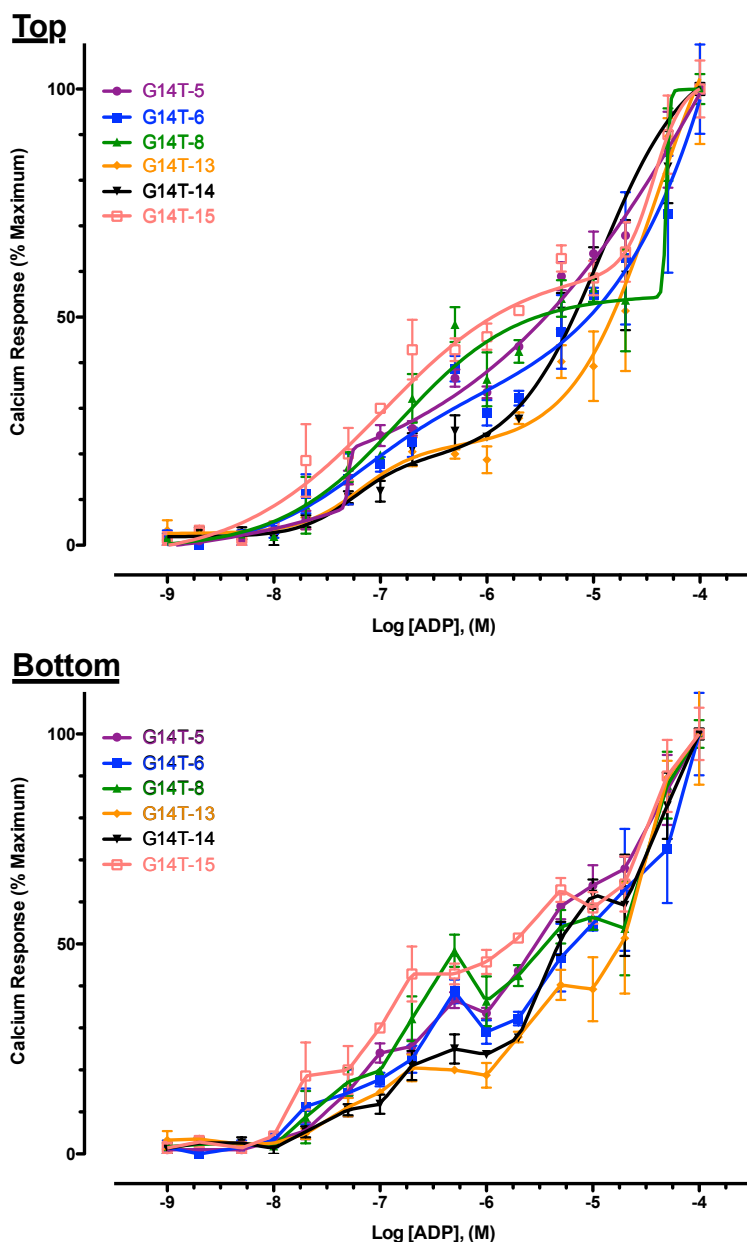 Top
100
50
0
Calcium Response (% Maximum)
G14T-5
G14T-6
G14T-8
G14T-13
G14T-14
G14T-15
-9 -8 -7 -6 -5 -4
Log [ADP], (M)
Bottom
100
50
0
Calcium Response (% Maximum)
G14T-5
G14T-6
G14T-8
G14T-13
G14T-14
G14T-15
-9 -8 -7 -6 -5 -4
Log [ADP], (M)